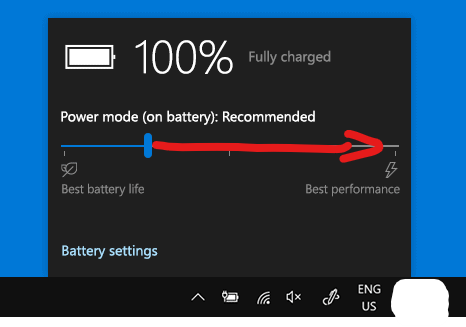 100% Fully charged
Power mode (on battery): Recommended
Best battery life Best performance
Battery settings
ENG
US